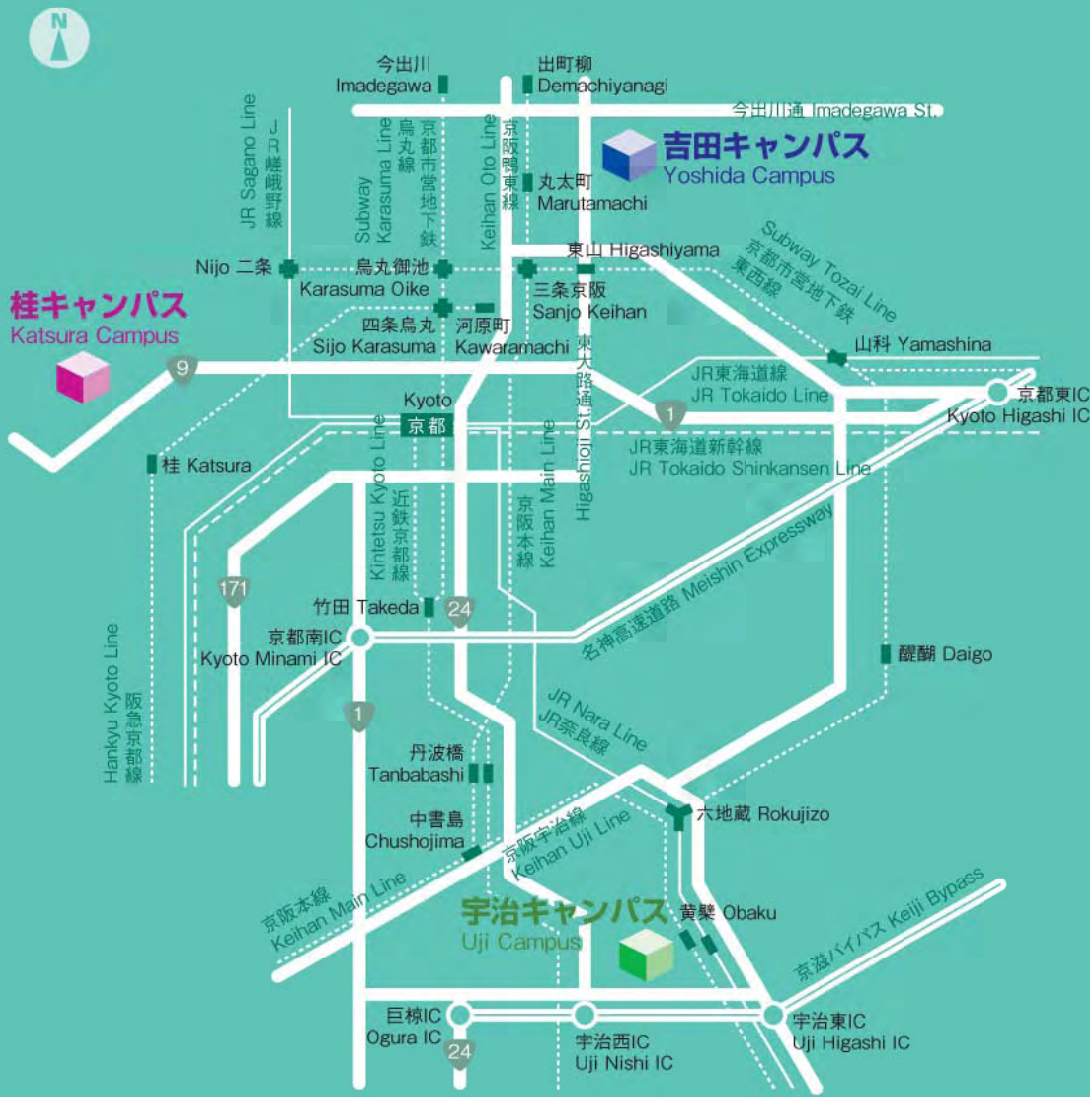 N
今出川
Imadegawa
出町柳
Demachiyanagi
今出川通 Imadegawa St.
JR Sagano Line
JR嵯峨野線
Subway
Karasuma Line
烏丸線
京都市営地下鉄
Keihan Oto Line
京阪鴨東線
吉田キャンパス
Yoshida Campus
丸太町
Marutamachi
東山 Higashiyama
Subway Tozai Line
京都市営地下鉄
東西線
Nijo 二条
烏丸御池
Karasuma Oike
三条京阪
Sanjo Keihan
桂キャンパス
Katsura Campus
四条烏丸
Sijo Karasuma
河原町
Kawaramachi
東大路通
Higashioji St.
山科 Yamashina
9
JR東海道線
JR Tokaido Line
京都東IC
Kyoto Higashi IC
Kyoto
京都
1
JR東海道新幹線
JR Tokaido Shinkansen Line
桂 Katsura
Kintetsu Kyoto Line
近鉄京都線
京阪本線
Keihan Main Line
171
竹田 Takeda
24
名神高速道路 Meishin Expressway
京都南IC
Kyoto Minami IC
醍醐 Daigo
Hankyu Kyoto Line
阪急京都線
1
JR Nara Line
JR奈良線
丹波橋
Tanbabashi
中書島
Chushojima
六地蔵 Rokujizo
京阪宇治線
Keihan Uji Line
京阪本線
Keihan Main Line
宇治キャンパス
Uji Campus
黄檗 Obaku
京滋バイパス Keiji Bypass
巨椋IC
Ogura IC
24
宇治西IC
Uji Nishi IC
宇治東IC
Uji Higashi IC